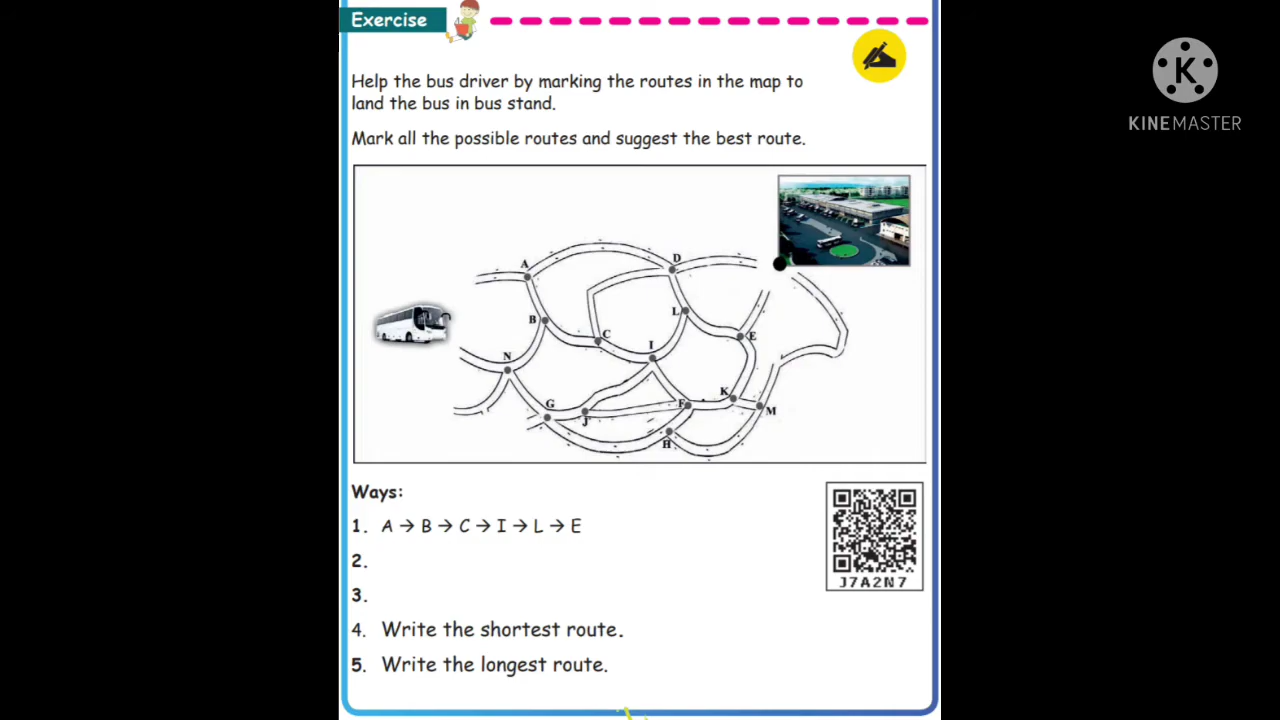 Exercise
Help the bus driver by marking the routes in the map to
land the bus in bus stand.
Mark all the possible routes and suggest the best route.
K
KINEMASTER
A
D
B
L
C
E
I
N
K
G
F
J
M
H
Ways:
1. A → B → C → I → L → E
2.
3.
4. Write the shortest route.
5. Write the longest route.
J7A2N7